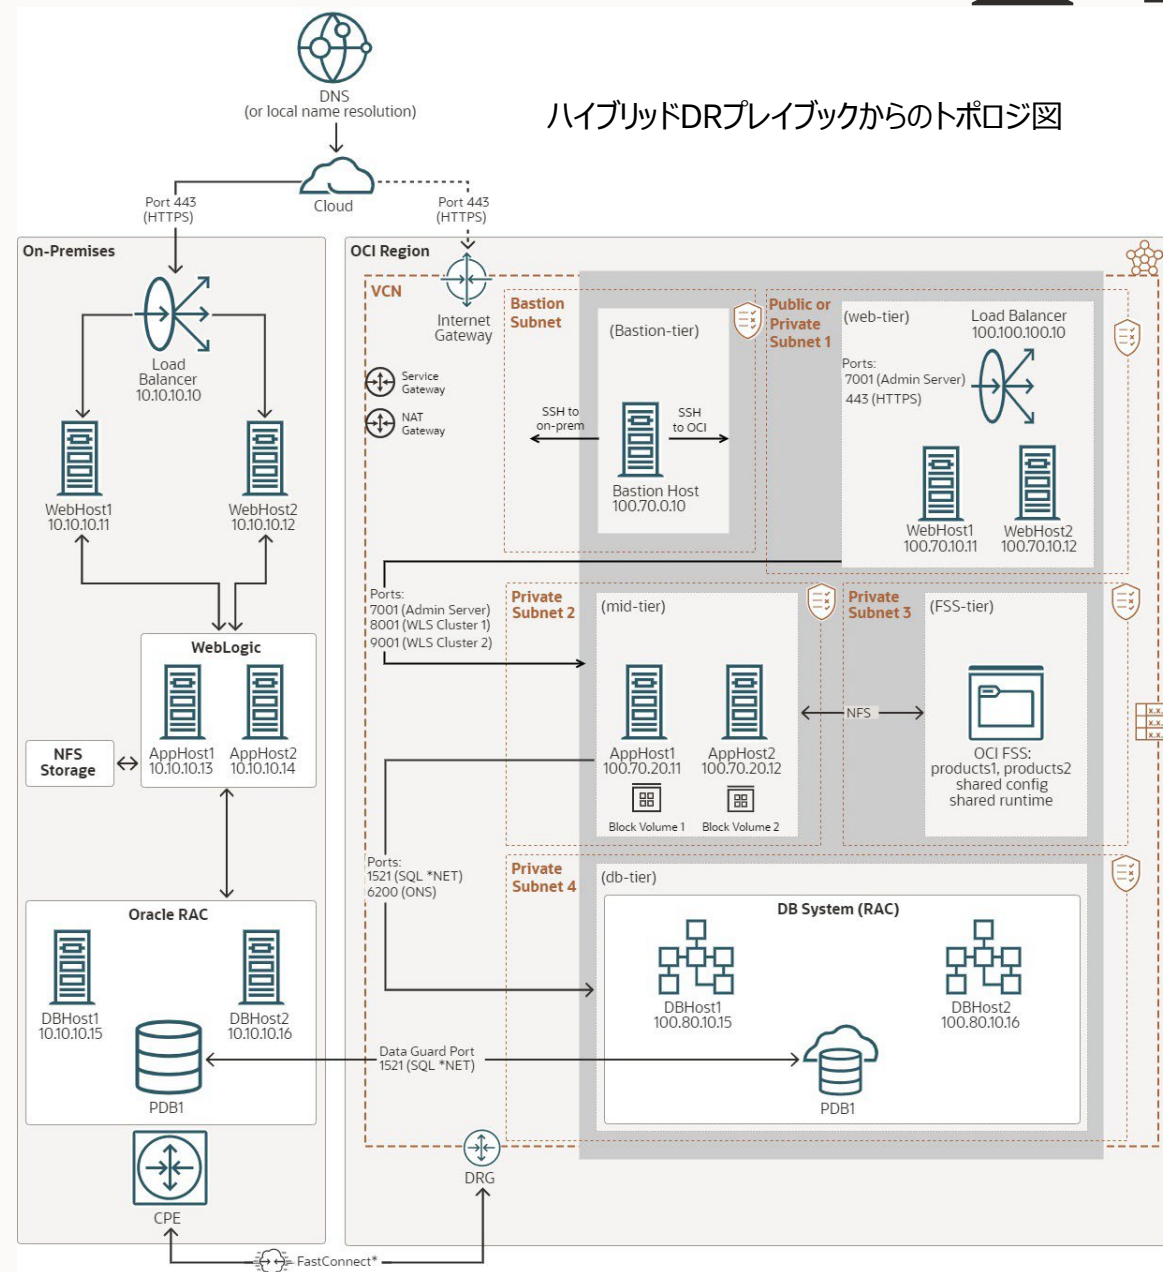 DNS
(or local name resolution)
ハイブリッドDRプレイブックからのトポロジ図
Cloud
Port 443
(HTTPS)
Port 443
(HTTPS)
On-Premises
Load
Balancer
10.10.10.10
WebHost1
10.10.10.11
WebHost2
10.10.10.12
WebLogic
AppHost1
10.10.10.13
AppHost2
10.10.10.14
NFS
Storage
Oracle RAC
DBHost1
10.10.10.15
DBHost2
10.10.10.16
PDB1
CPE
FastConnect*
OCI Region
VCN
Internet
Gateway
Service
Gateway
NAT
Gateway
Bastion
Subnet
(Bastion-tier)
SSH to
on-prem
SSH
to OCI
Bastion Host
100.70.0.10
Public or
Private
Subnet 1
(web-tier)
Load Balancer
100.100.100.10
Ports:
7001 (Admin Server)
443 (HTTPS)
WebHost1
100.70.10.11
WebHost2
100.70.10.12
Ports:
7001 (Admin Server)
8001 (WLS Cluster 1)
9001 (WLS Cluster 2)
Private
Subnet 2
(mid-tier)
AppHost1
100.70.20.11
AppHost2
100.70.20.12
Block Volume 1
Block Volume 2
NFS
Private
Subnet 3
(FSS-tier)
OCI FSS:
products1, products2
shared config
shared runtime
x.x.
x.x.
x.x.
Ports:
1521 (SQL *NET)
6200 (ONS)
Private
Subnet 4
(db-tier)
DB System (RAC)
DBHost1
100.80.10.15
DBHost2
100.80.10.16
Data Guard Port
1521 (SQL *NET)
PDB1
DRG